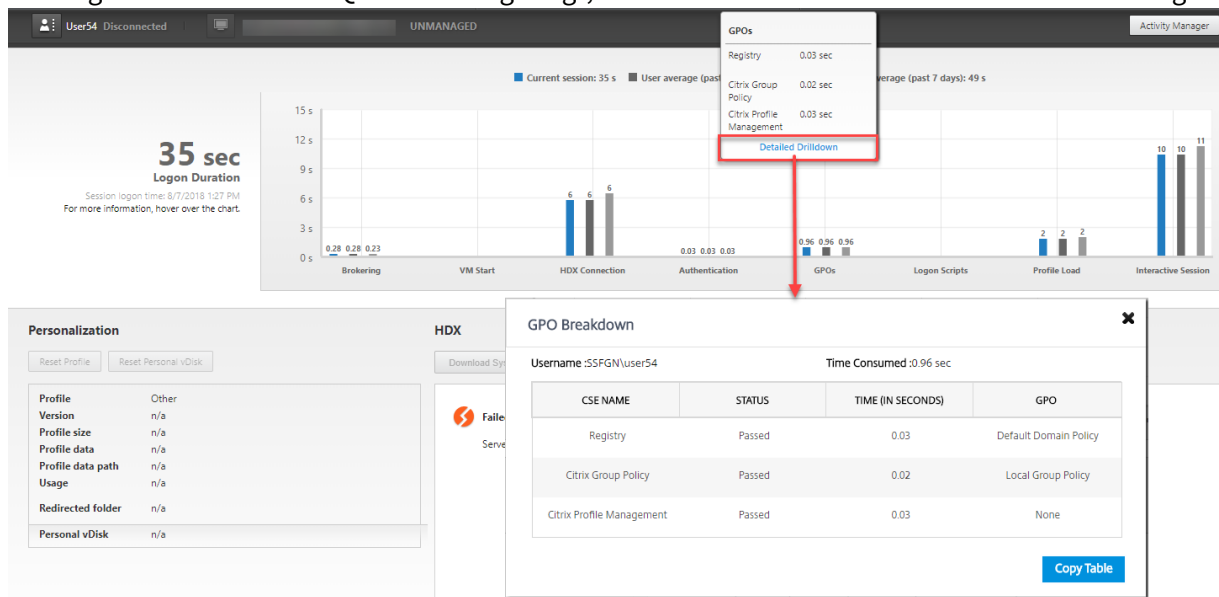 User54 Disconnected
UNMANAGED
Activity Manager
GPOs
Registry 0.03 sec
Citrix Group Policy 0.02 sec
Citrix Profile Management 0.03 sec
Detailed Drilldown
Current session: 35 s User average (past
average (past 7 days): 49 s
35 sec
Logon Duration
Session logon time: 8/7/2018 1:27 PM
For more information, hover over the chart.
15 s
12 s
9 s
6 s
3 s
0 s
0.28 0.28 0.23
6 6 6
0.03 0.03 0.03
0.96 0.96 0.96
2 2 2
10 10 11
Brokering VM Start HDX Connection Authentication GPOs Logon Scripts Profile Load Interactive Session
Personalization
Reset Profile Reset Personal vDisk
Profile Other
Version n/a
Profile size n/a
Profile data n/a
Profile data path n/a
Usage n/a
Redirected folder n/a
Personal vDisk n/a
HDX
Download Sy
Faile
Serve
GPO Breakdown
Username :SSFGN\user54 Time Consumed :0.96 sec
CSE NAME STATUS TIME (IN SECONDS) GPO
Registry Passed 0.03 Default Domain Policy
Citrix Group Policy Passed 0.02 Local Group Policy
Citrix Profile Management Passed 0.03 None
Copy Table